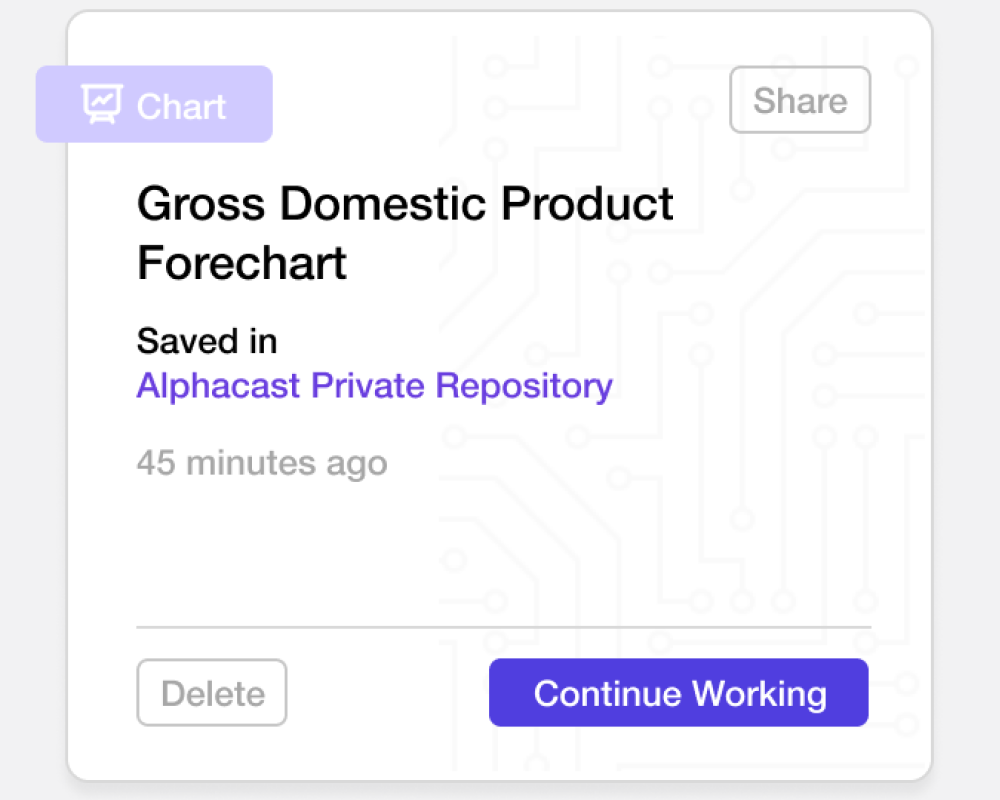 Chart
Share
Gross Domestic Product
Forechart
Saved in
Alphacast Private Repository
45 minutes ago
Delete
Continue Working